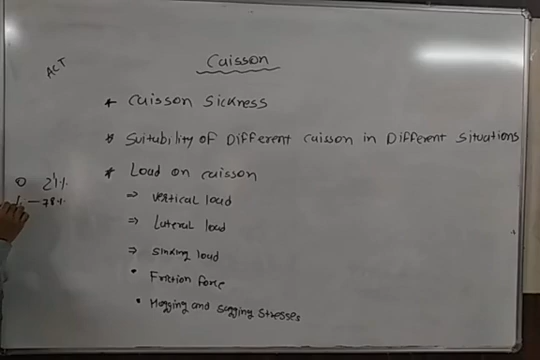 ACT
Caisson
* Caisson Sickness
* Suitability of Different Caisson in Different Situations
* Load on caisson
O 21%
— 78%
⇒ vertical load
⇒ lateral load
⇒ sinking load
• Friction force
• Hogging and sagging stresses